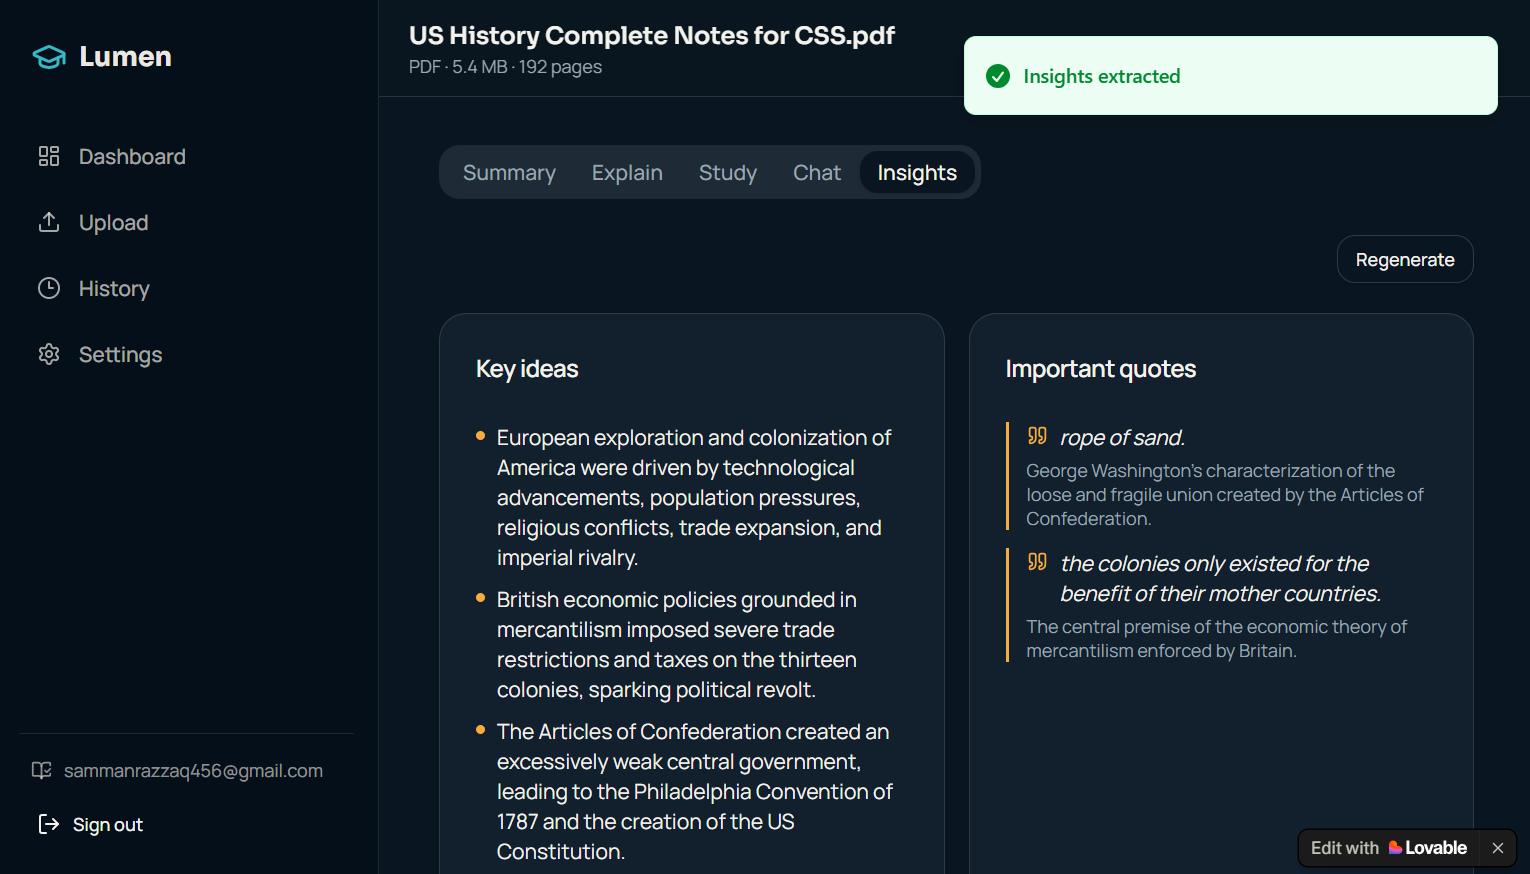 Lumen
Dashboard
Upload
History
Settings
sammanrazzaq456@gmail.com
Sign out
US History Complete Notes for CSS.pdf
PDF · 5.4 MB · 192 pages
Insights extracted
Summary
Explain
Study
Chat
Insights
Regenerate
Key ideas
European exploration and colonization of
America were driven by technological
advancements, population pressures,
religious conflicts, trade expansion, and
imperial rivalry.
British economic policies grounded in
mercantilism imposed severe trade
restrictions and taxes on the thirteen
colonies, sparking political revolt.
The Articles of Confederation created an
excessively weak central government,
leading to the Philadelphia Convention of
1787 and the creation of the US
Constitution.
Important quotes
rope of sand.
George Washington's characterization of the
loose and fragile union created by the Articles of
Confederation.
the colonies only existed for the
benefit of their mother countries.
The central premise of the economic theory of
mercantilism enforced by Britain.
Edit with Lovable